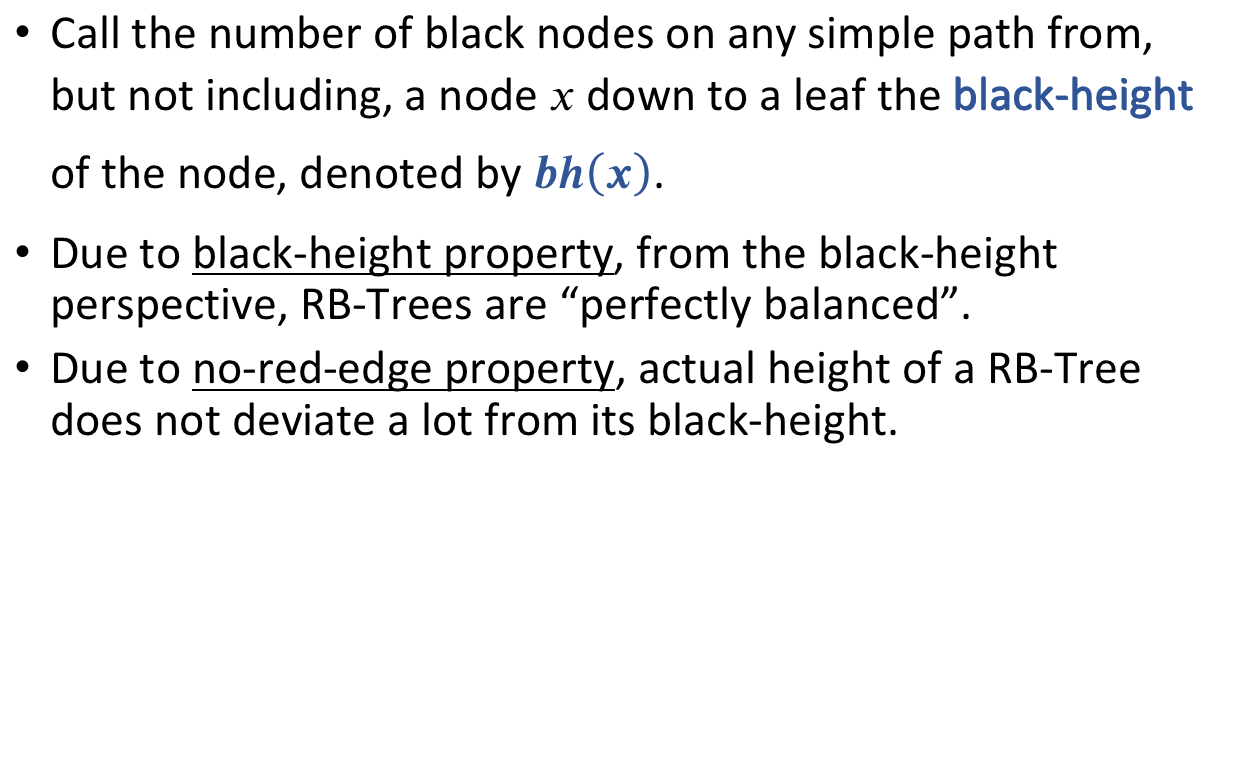 • Call the number of black nodes on any simple path from,
but not including, a node x down to a leaf the black-height
of the node, denoted by bh(x).
• Due to black-height property, from the black-height
perspective, RB-Trees are “perfectly balanced”.
• Due to no-red-edge property, actual height of a RB-Tree
does not deviate a lot from its black-height.